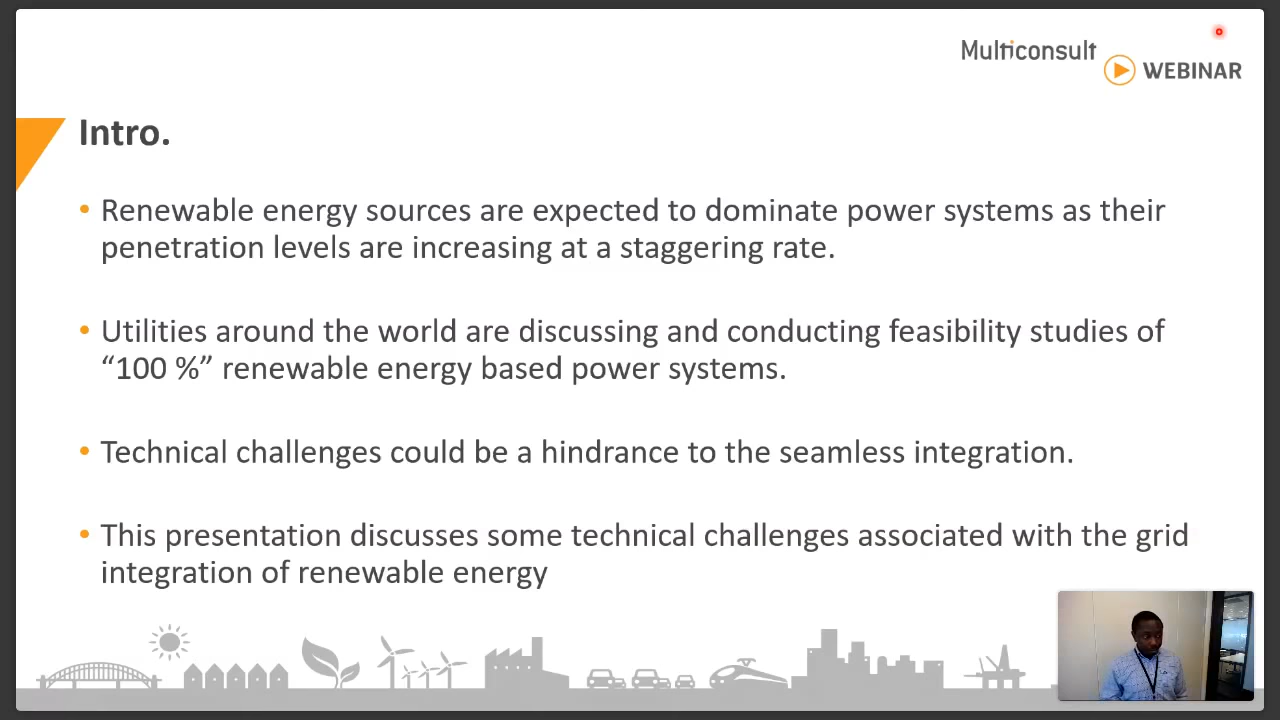 Multiconsult
WEBINAR
Intro.
• Renewable energy sources are expected to dominate power systems as their
penetration levels are increasing at a staggering rate.
• Utilities around the world are discussing and conducting feasibility studies of
“100 %” renewable energy based power systems.
• Technical challenges could be a hindrance to the seamless integration.
• This presentation discusses some technical challenges associated with the grid
integration of renewable energy